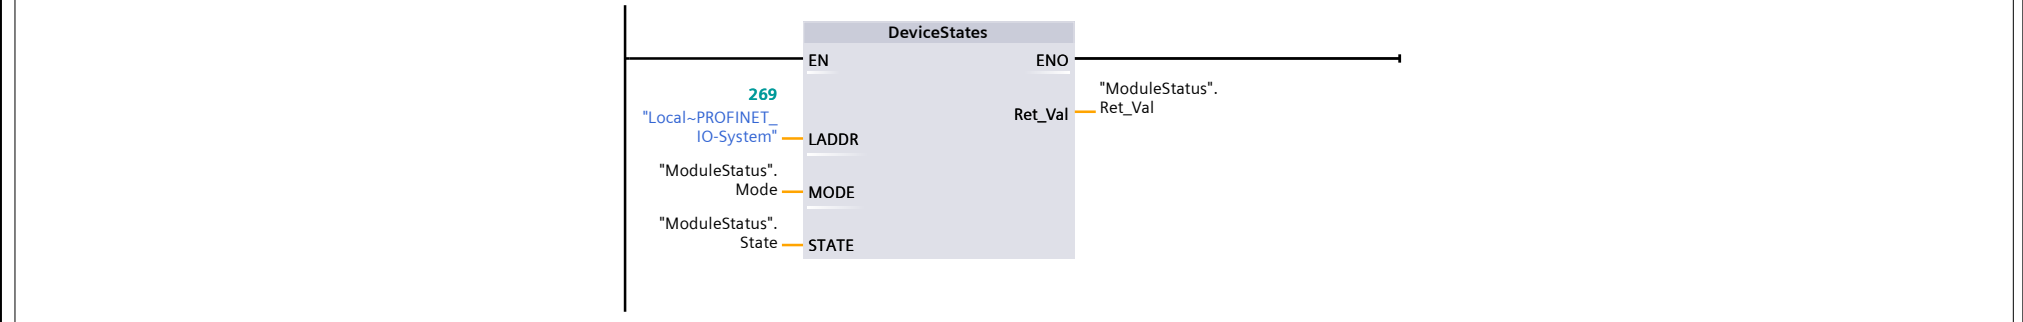 DeviceStates
EN
ENO
269
"Local~PROFINET_
IO-System"
LADDR
"ModuleStatus".
Mode
MODE
"ModuleStatus".
State
STATE
Ret_Val
"ModuleStatus".
Ret_Val